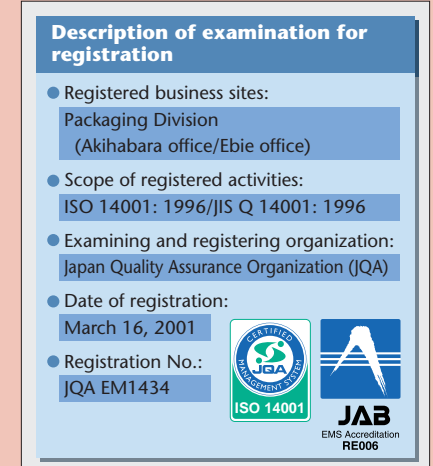 Description of examination for
registration
● Registered business sites:
Packaging Division
(Akihabara office/Ebie office)
● Scope of registered activities:
ISO 14001: 1996/JIS Q 14001: 1996
● Examining and registering organization:
Japan Quality Assurance Organization (JQA)
● Date of registration:
March 16, 2001
● Registration No.:
JQA EM1434
CERTIFIED
JQA
MANAGEMENT SYSTEM
ISO 14001
JAB
EMS Accreditation
RE006